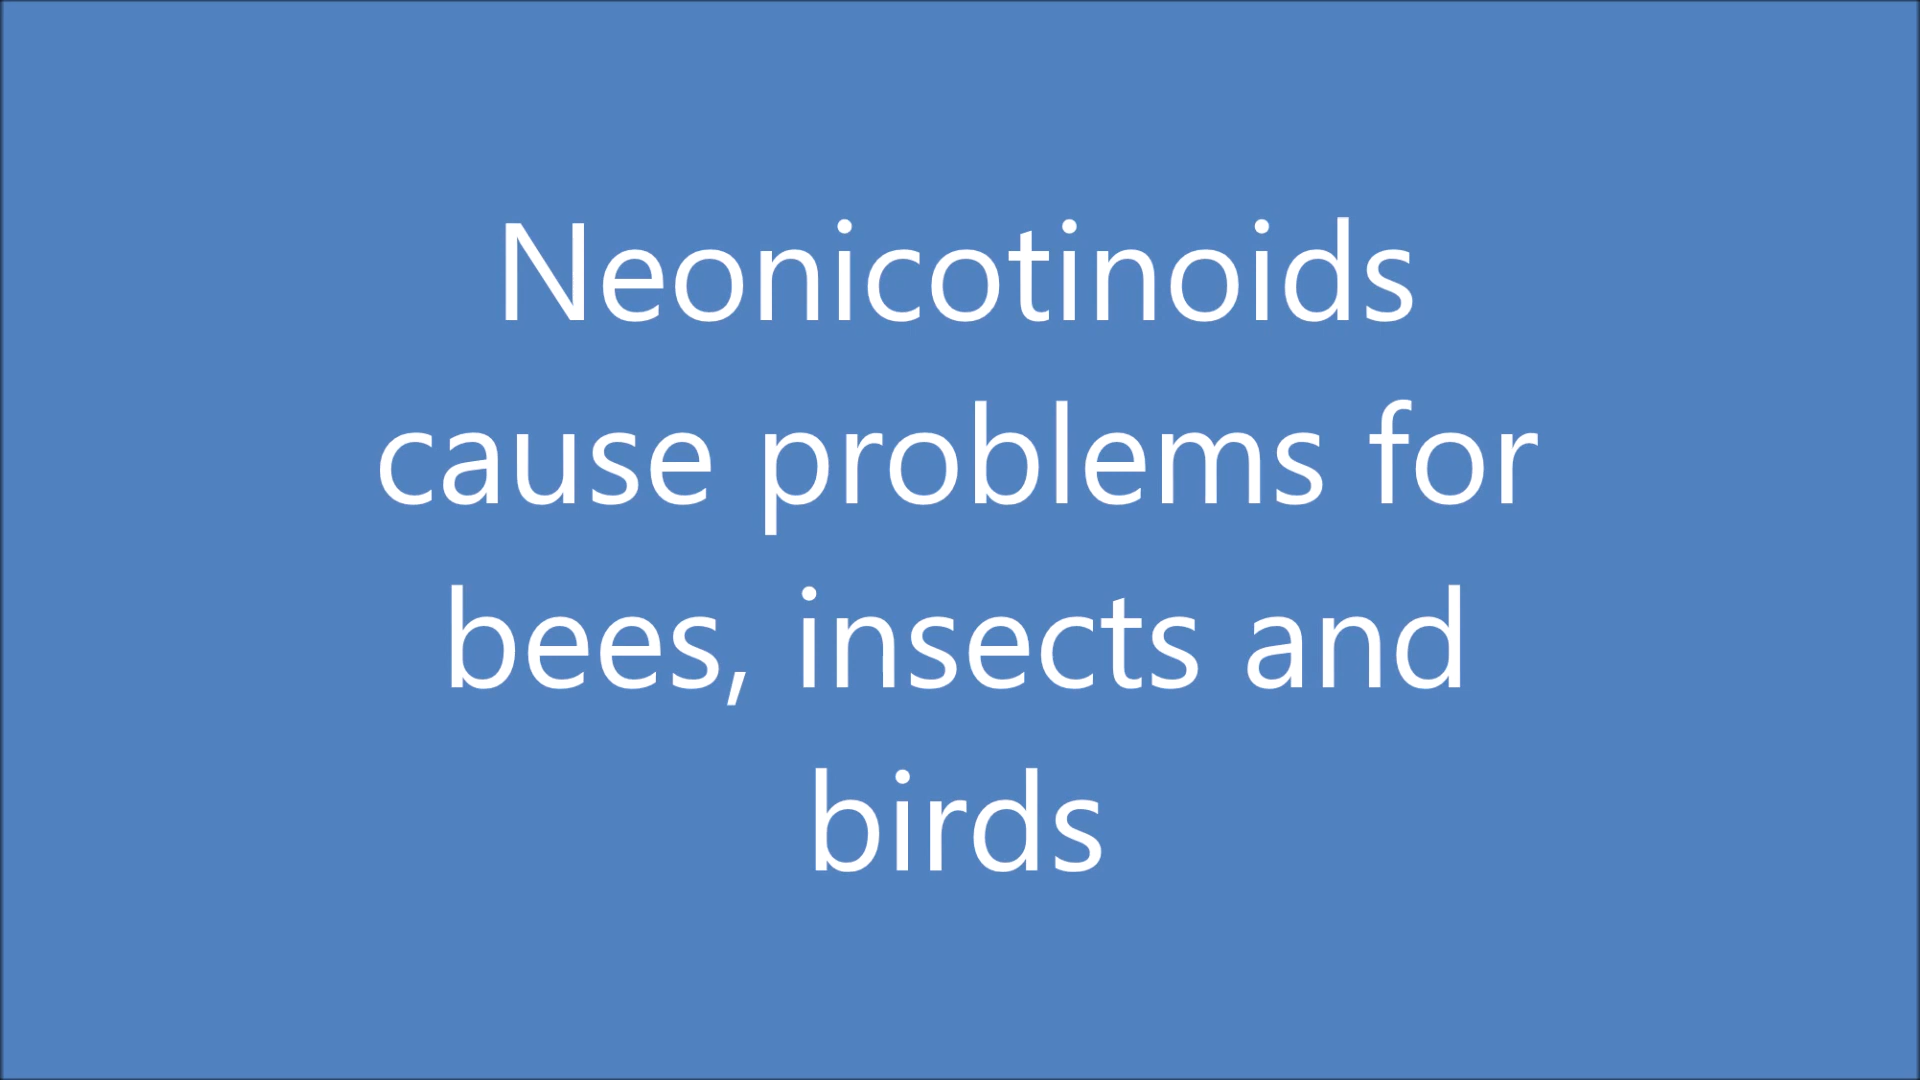 Neonicotinoids
cause problems for
bees, insects and
birds